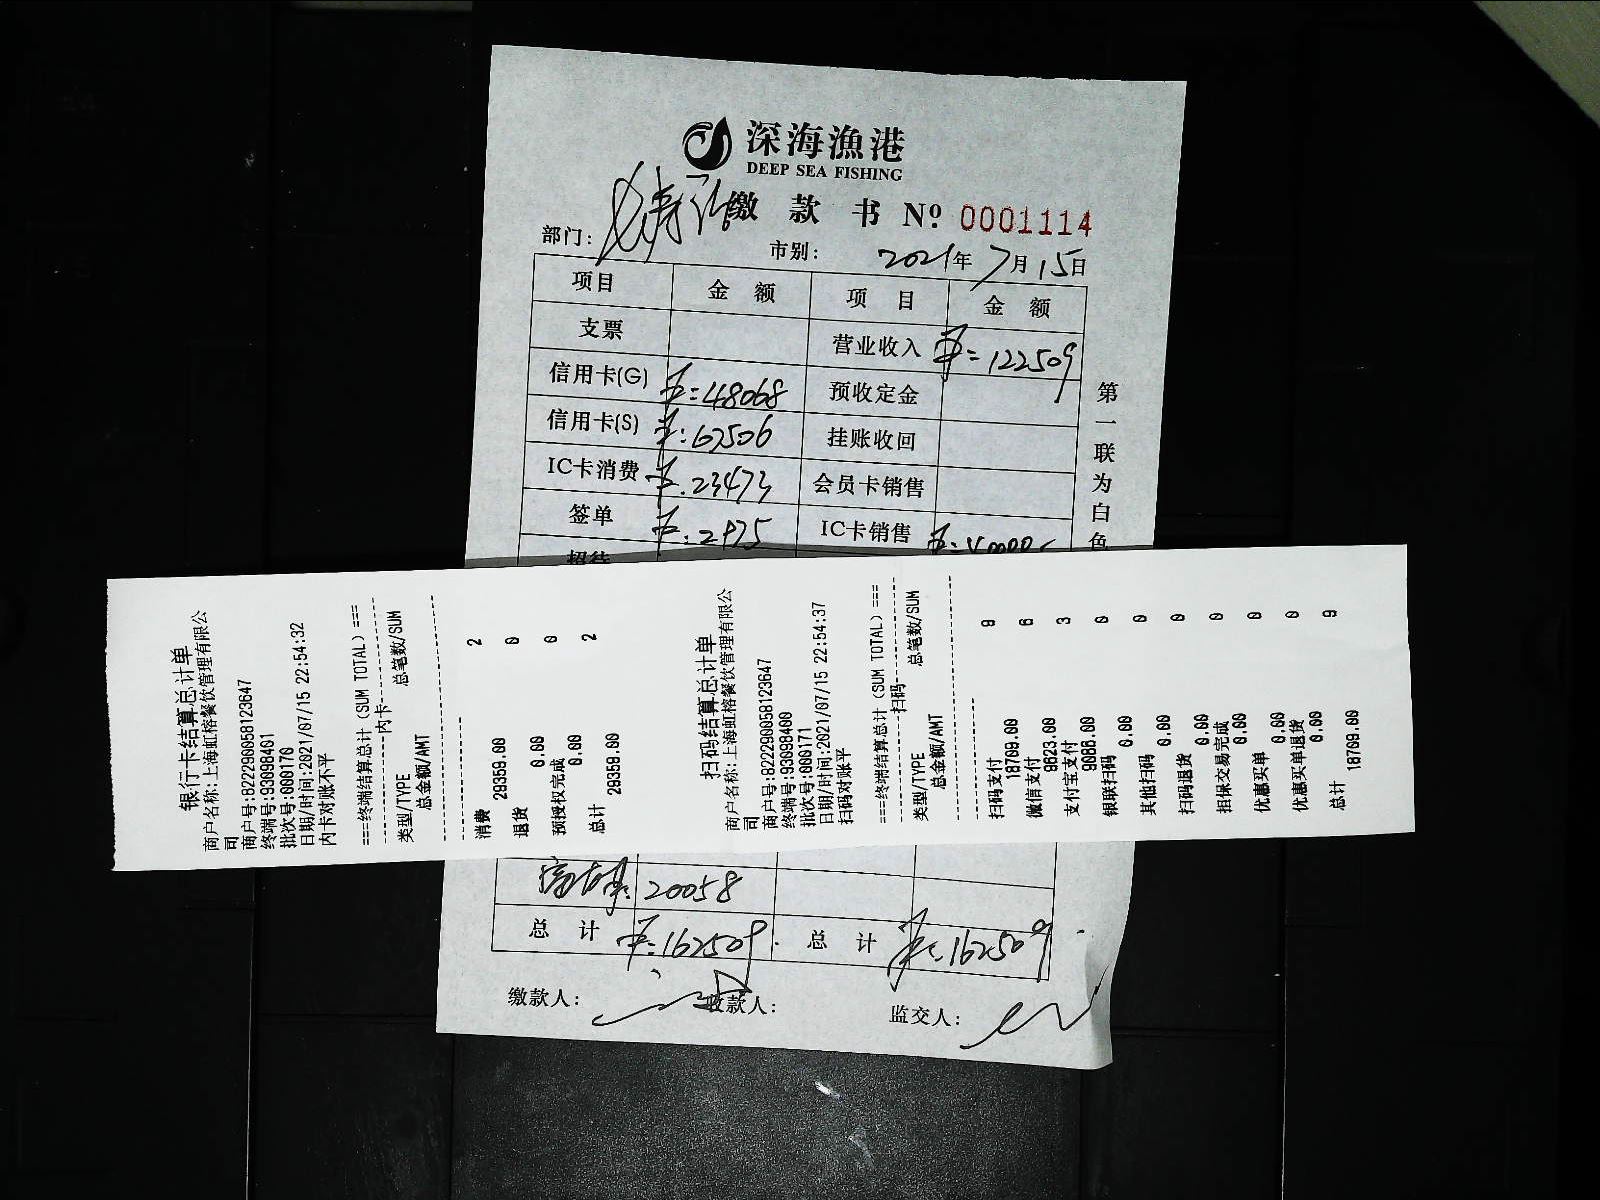 深海漁港
DEEP SEA FISHING
缴款书 Nº 0001114
部门: 市别: 2021年7月15日
项目 金额 项目 金额
支票 营业收入 ¥=122509
信用卡(G) ¥:48068 预收定金
信用卡(S) ¥:67506 挂账收回
IC卡消费 ¥:23473 会员卡销售
签单 ¥:2975 IC卡销售
招待
20058
总计 ¥:162509 总计 ¥:162509
缴款人: 收款人: 监交人:
第一联为白色
银行卡结算总计单
商户名称:上海虹榕餐饮管理有限公
司
商户号:822290058123647
终端号:93098401
批次号:000170
日期/时间:2021/07/15 22:54:32
内卡对账不平
===终端结算总计(SUM TOTAL)===
----------内卡----------
类型/TYPE 总笔数/SUM
总金额/AMT
消费 2
29359.00
退货 0
0.00
预授权完成 0
0.00
总计 2
29359.00
扫码结算总计单
商户名称:上海虹榕餐饮管理有限公
司
商户号:822290058123647
终端号:93098400
批次号:000171
日期/时间:2021/07/15 22:54:37
扫码对账平
===终端结算总计(SUM TOTAL)===
----------扫码----------
类型/TYPE 总笔数/SUM
总金额/AMT
扫码支付 9
18709.00
微信支付 6
9623.00
支付宝支付 3
9086.00
银联扫码 0
0.00
其他扫码 0
0.00
扫码退货 0
0.00
担保交易完成 0
0.00
优惠买单 0
0.00
优惠买单退货 0
0.00
总计 9
18709.00